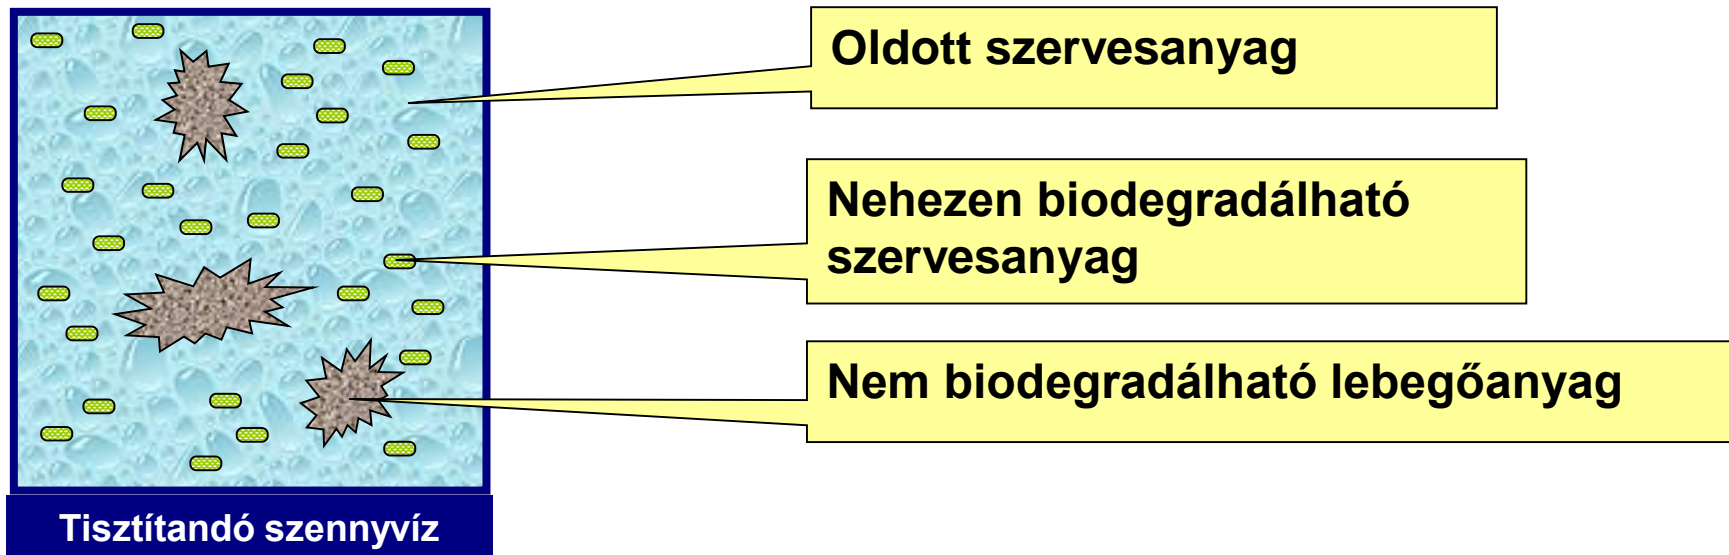 Oldott szervesanyag
Nehezen biodegradálható
szervesanyag
Nem biodegradálható lebegőanyag
Tisztítandó szennyvíz